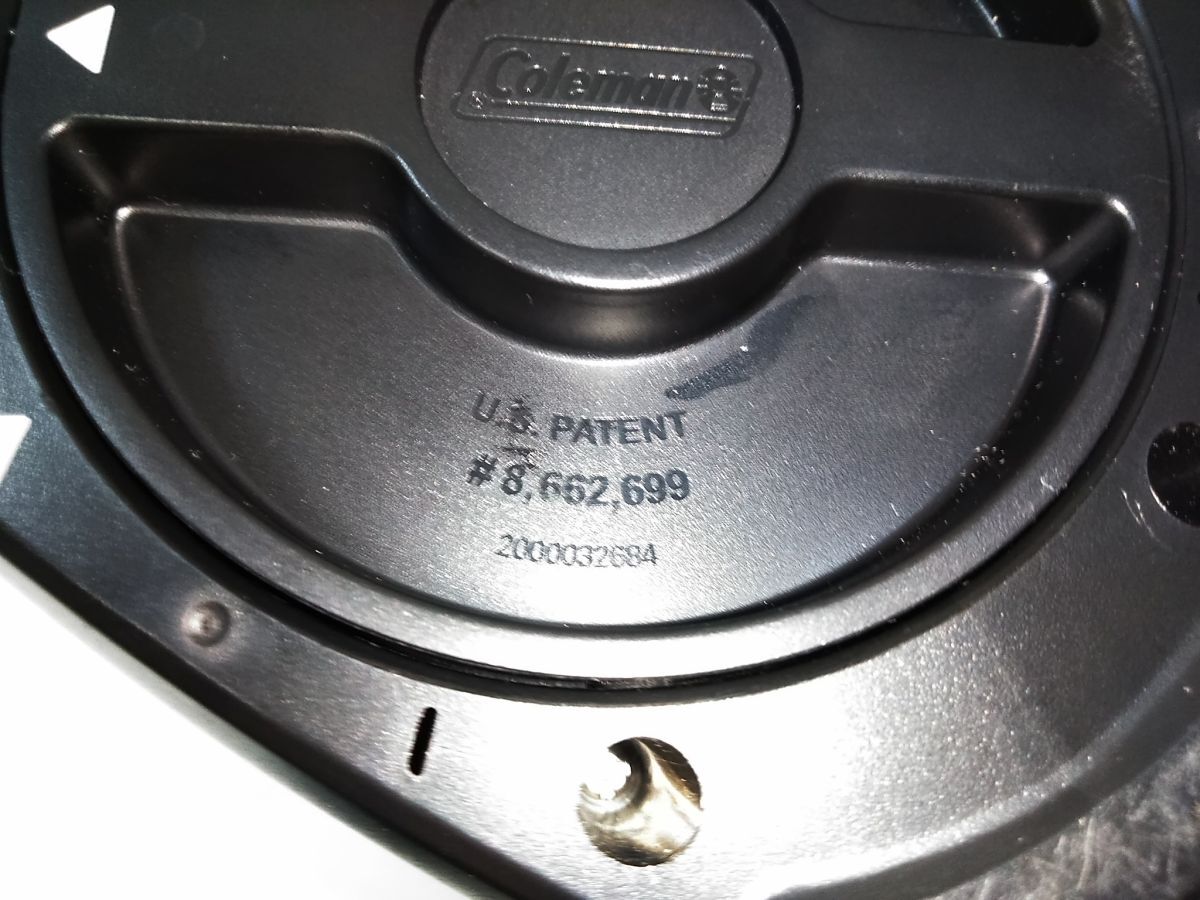 Coleman
U.S. PATENT
# 8,662,699
2000032684